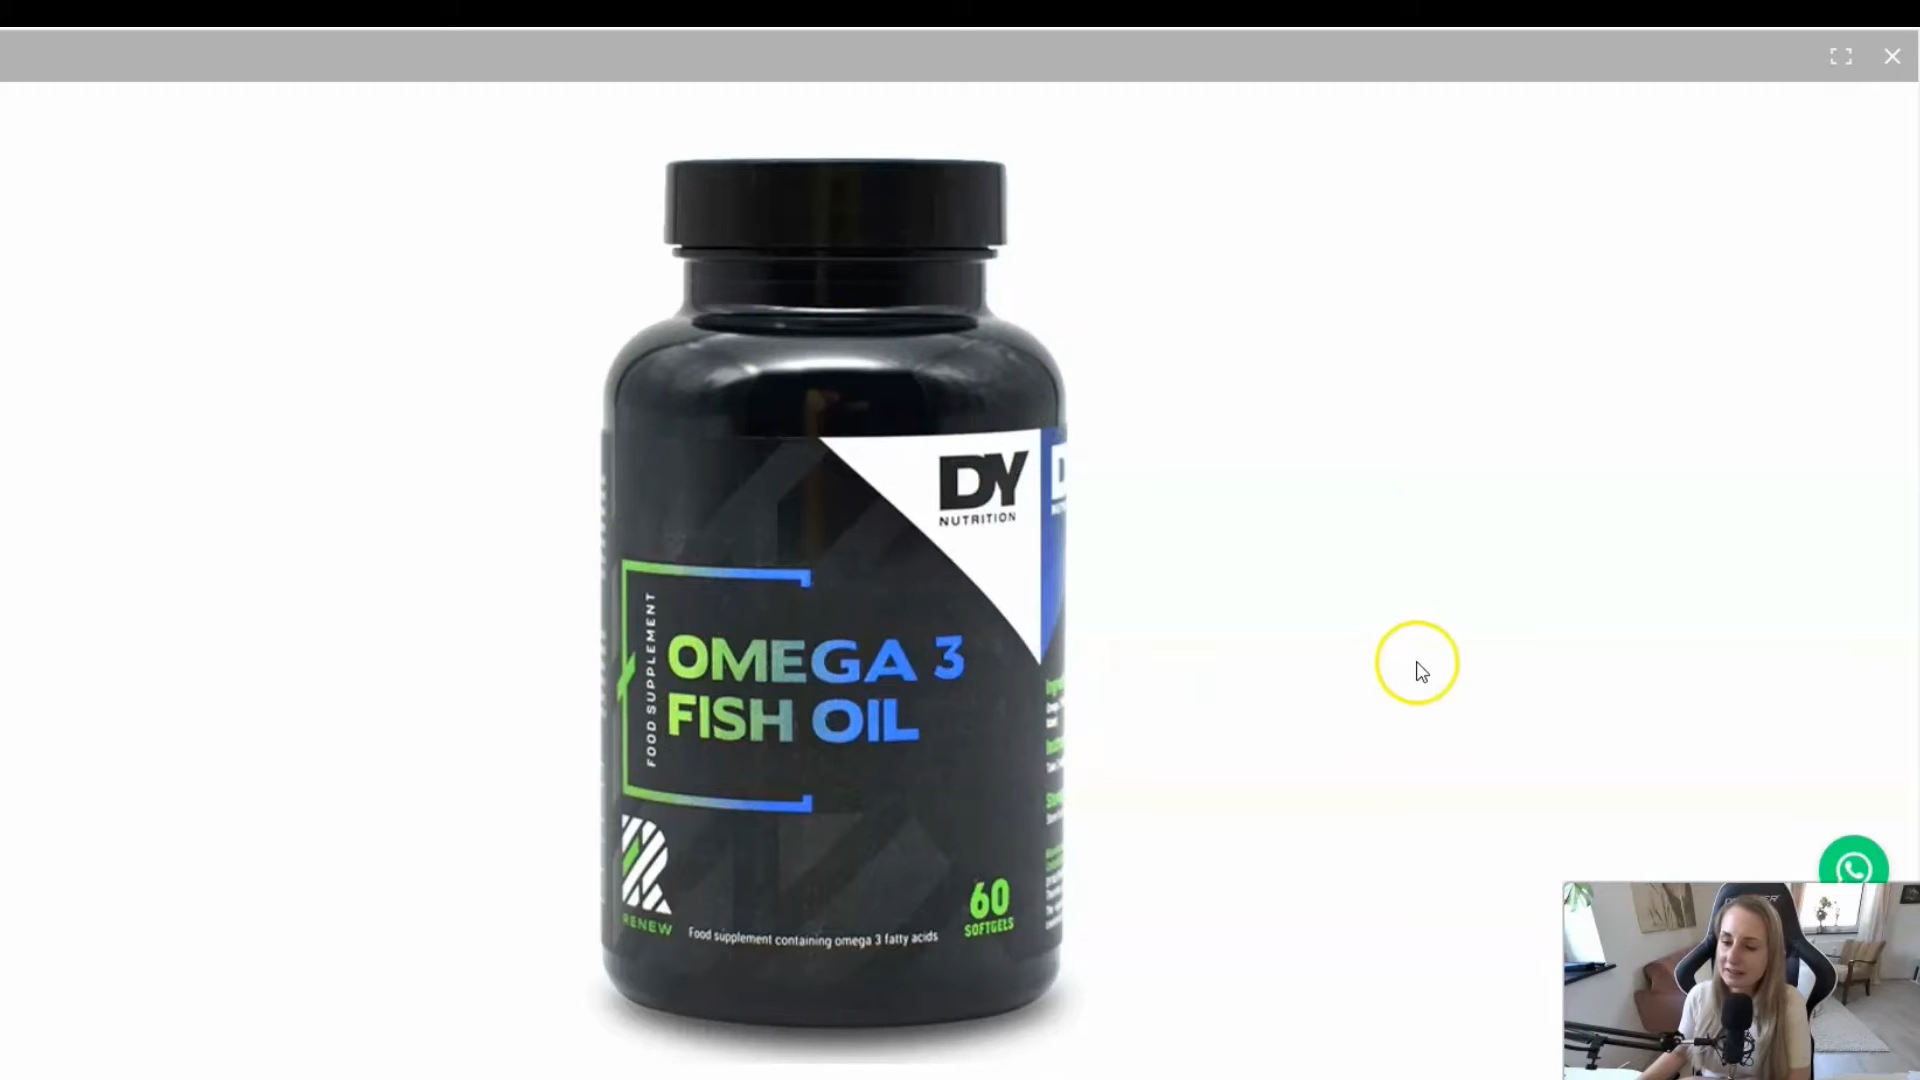 DY
NUTRITION
FOOD SUPPLEMENT
OMEGA 3
FISH OIL
RENEW
Food supplement containing omega 3 fatty acids
60
SOFTGELS